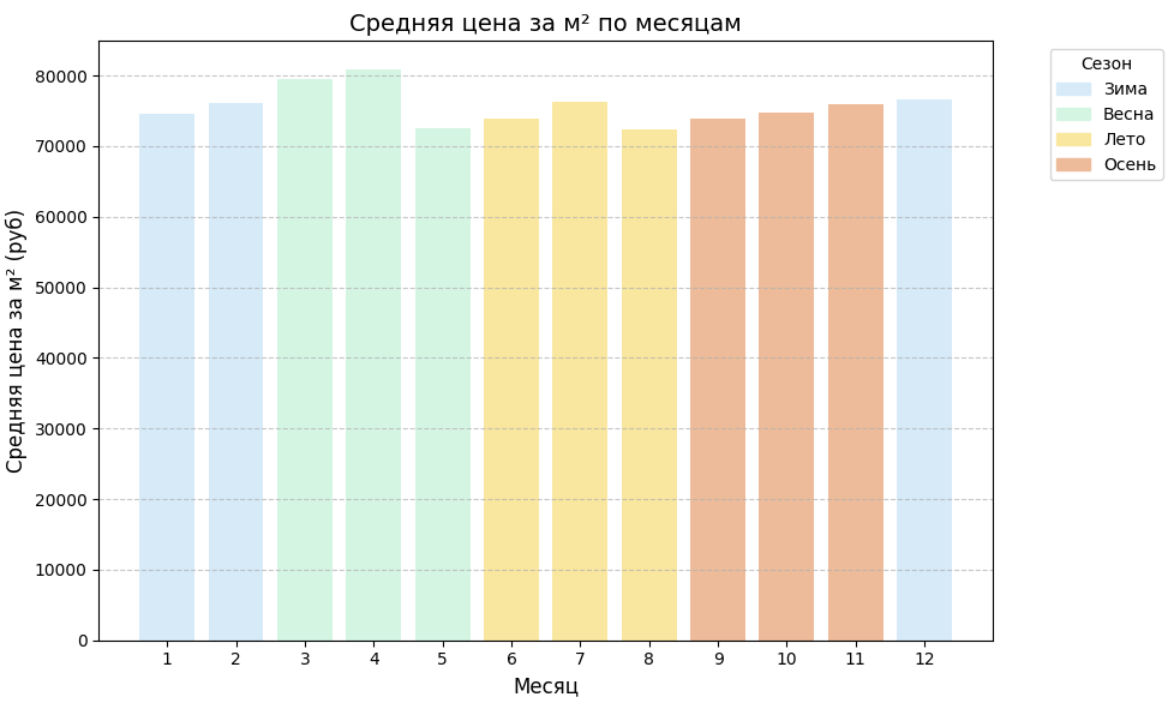 Средняя цена за м² по месяцам
Средняя цена за м² (руб)
80000
70000
60000
50000
40000
30000
20000
10000
0
1 2 3 4 5 6 7 8 9 10 11 12
Месяц
Сезон
Зима
Весна
Лето
Осень